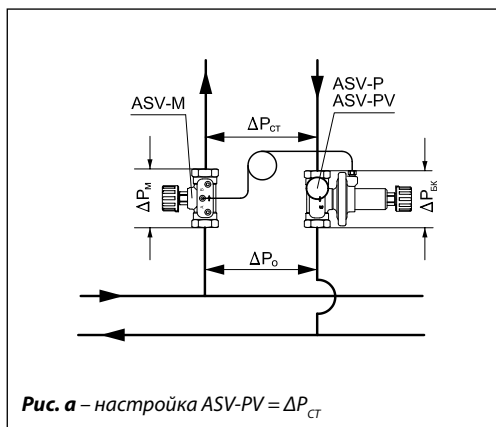 ASV-P
ASV-PV
ASV-M
ΔPст
ΔPм
ΔPбк
ΔPо
Рис. а – настройка ASV-PV = ΔPСТ